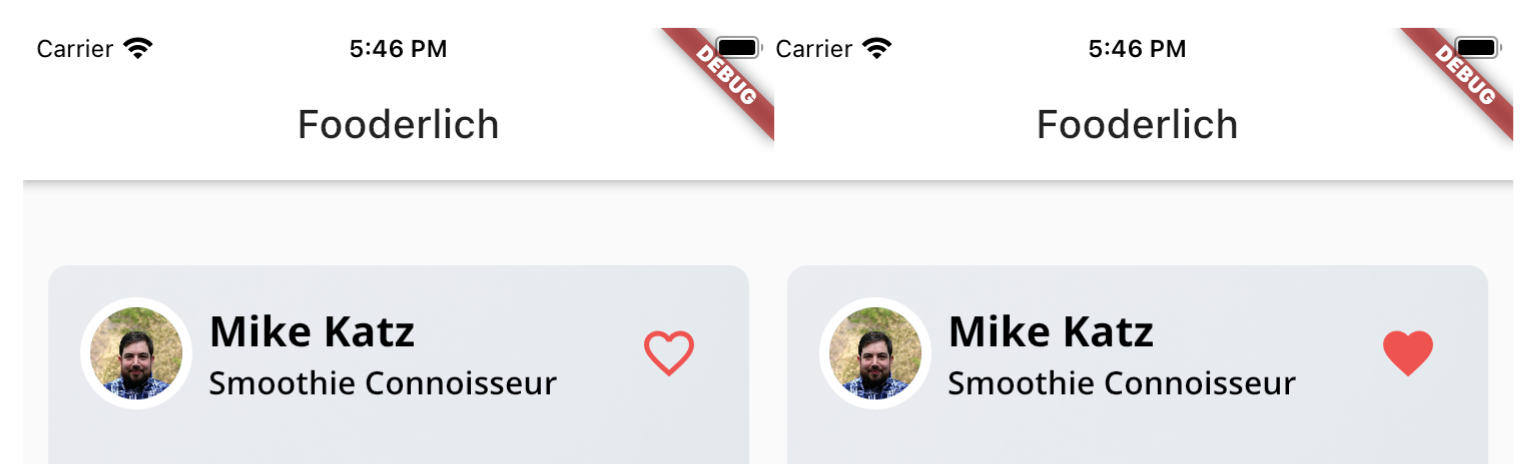 Carrier 5:46 PM
DEBUG
Fooderlich
Mike Katz
Smoothie Connoisseur
Carrier 5:46 PM
DEBUG
Fooderlich
Mike Katz
Smoothie Connoisseur